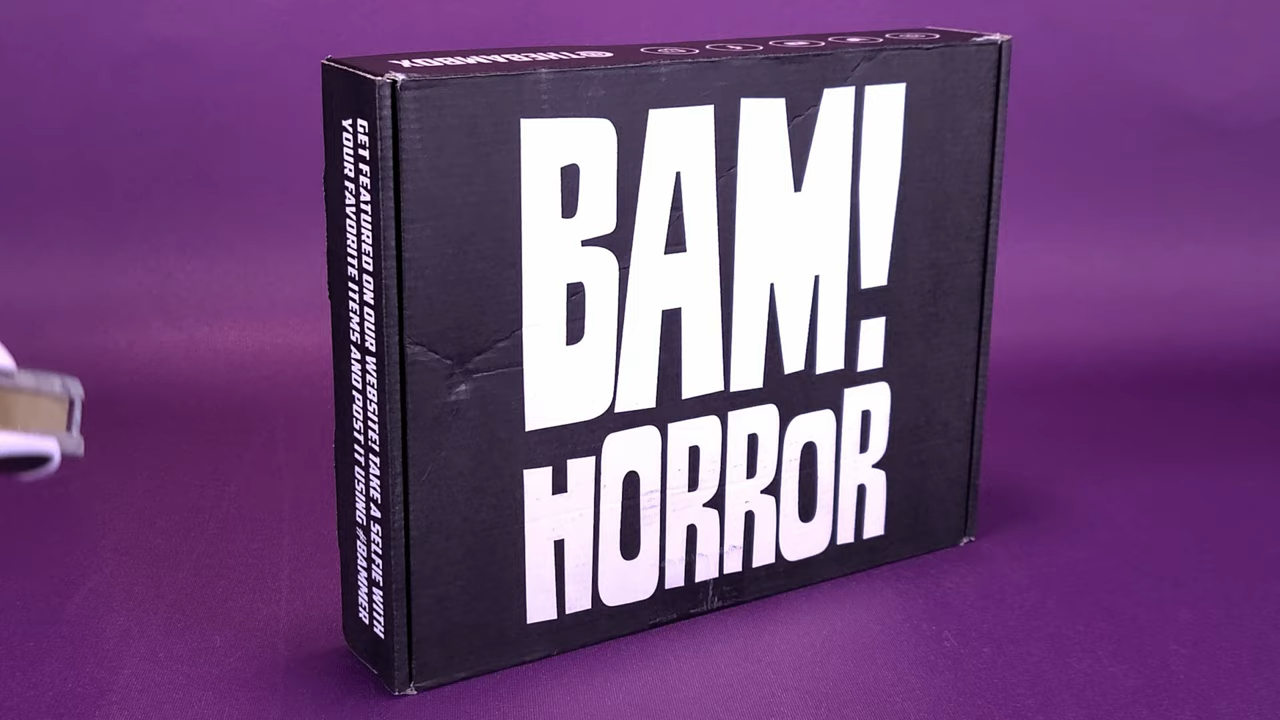 @THEBAMBOX
BAM!
HORROR
GET FEATURED ON OUR WEBSITE! TAKE A SELFIE WITH
YOUR FAVORITE ITEMS AND POST IT USING #BAMMER